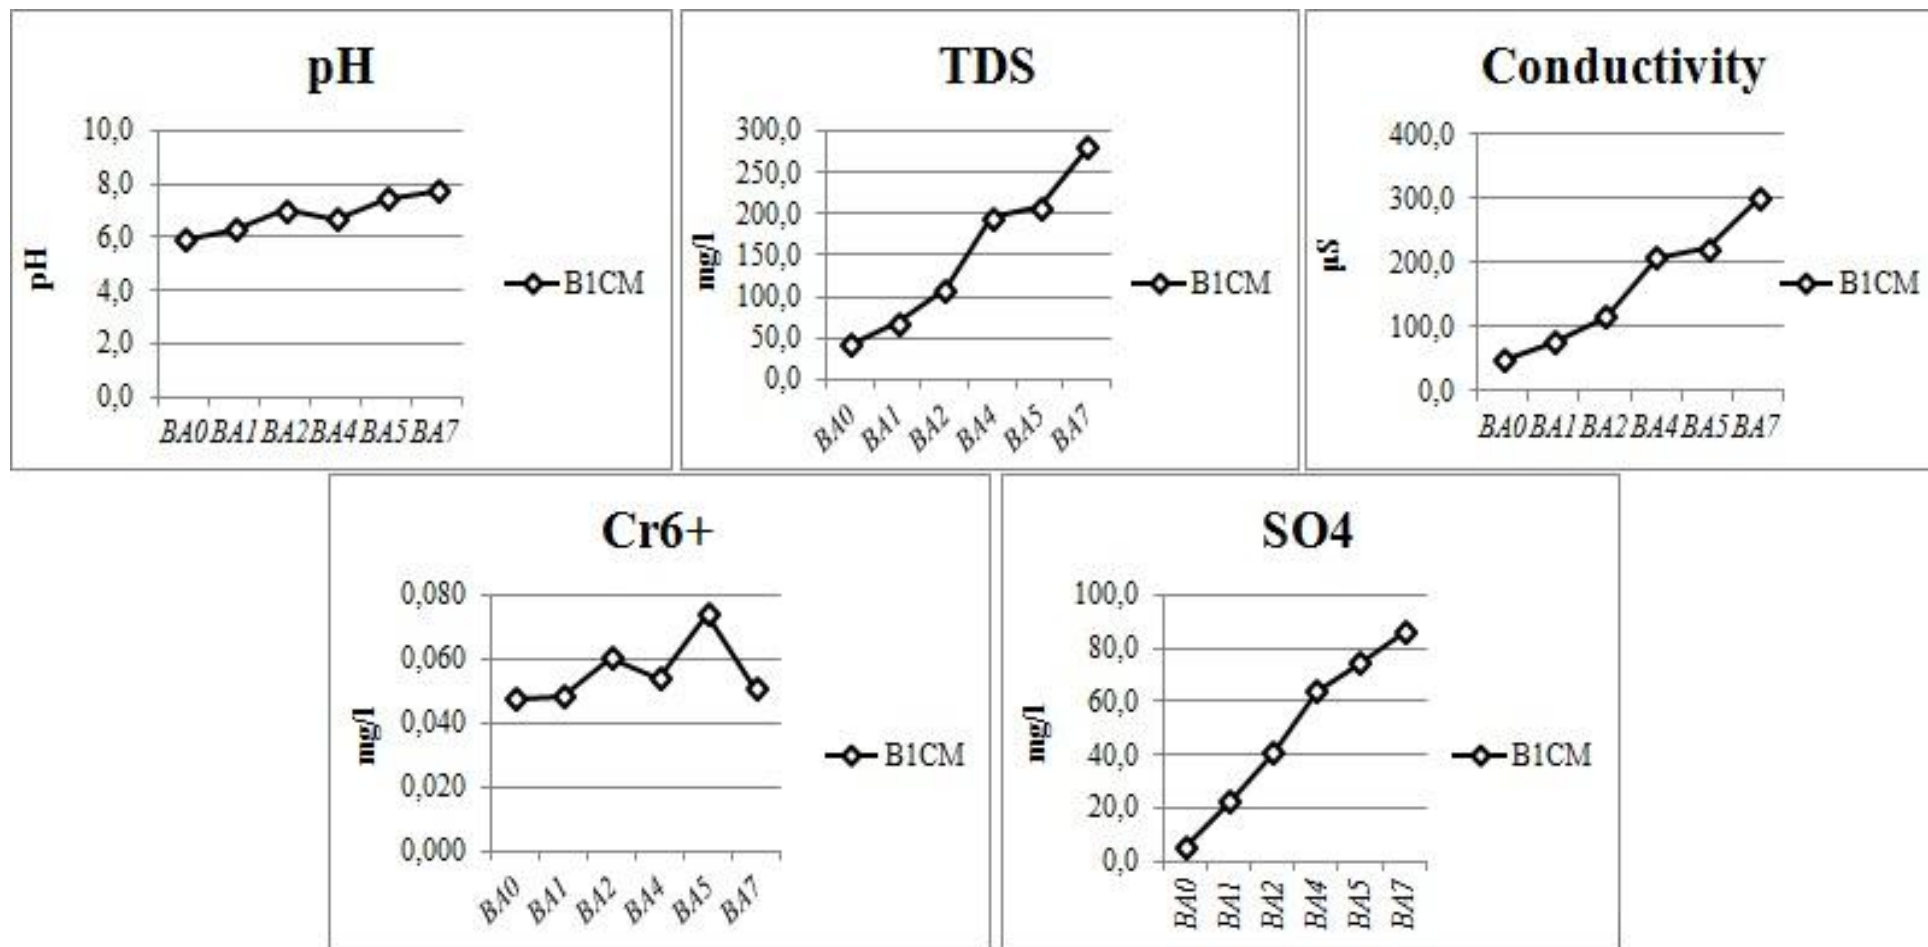 pH
10,0
8,0
6,0
4,0
2,0
0,0
pH
BA0 BA1 BA2 BA4 BA5 BA7
B1CM
TDS
300,0
250,0
200,0
150,0
100,0
50,0
0,0
mg/l
BA0 BA1 BA2 BA4 BA5 BA7
B1CM
Conductivity
400,0
300,0
200,0
100,0
0,0
µS
BA0 BA1 BA2 BA4 BA5 BA7
B1CM
Cr6+
0,080
0,060
0,040
0,020
0,000
mg/l
BA0 BA1 BA2 BA4 BA5 BA7
B1CM
SO4
100,0
80,0
60,0
40,0
20,0
0,0
mg/l
BA0 BA1 BA2 BA4 BA5 BA7
B1CM